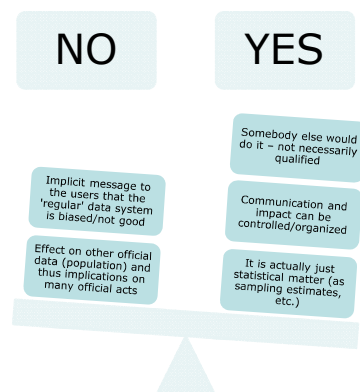 NO
YES
Somebody else would
do it – not necessarily
qualified
Implicit message to
the users that the
'regular' data system
is biased/not good
Communication and
impact can be
controlled/organized
Effect on other official
data (population) and
thus implications on
many official acts
It is actually just
statistical matter (as
sampling estimates,
etc.)